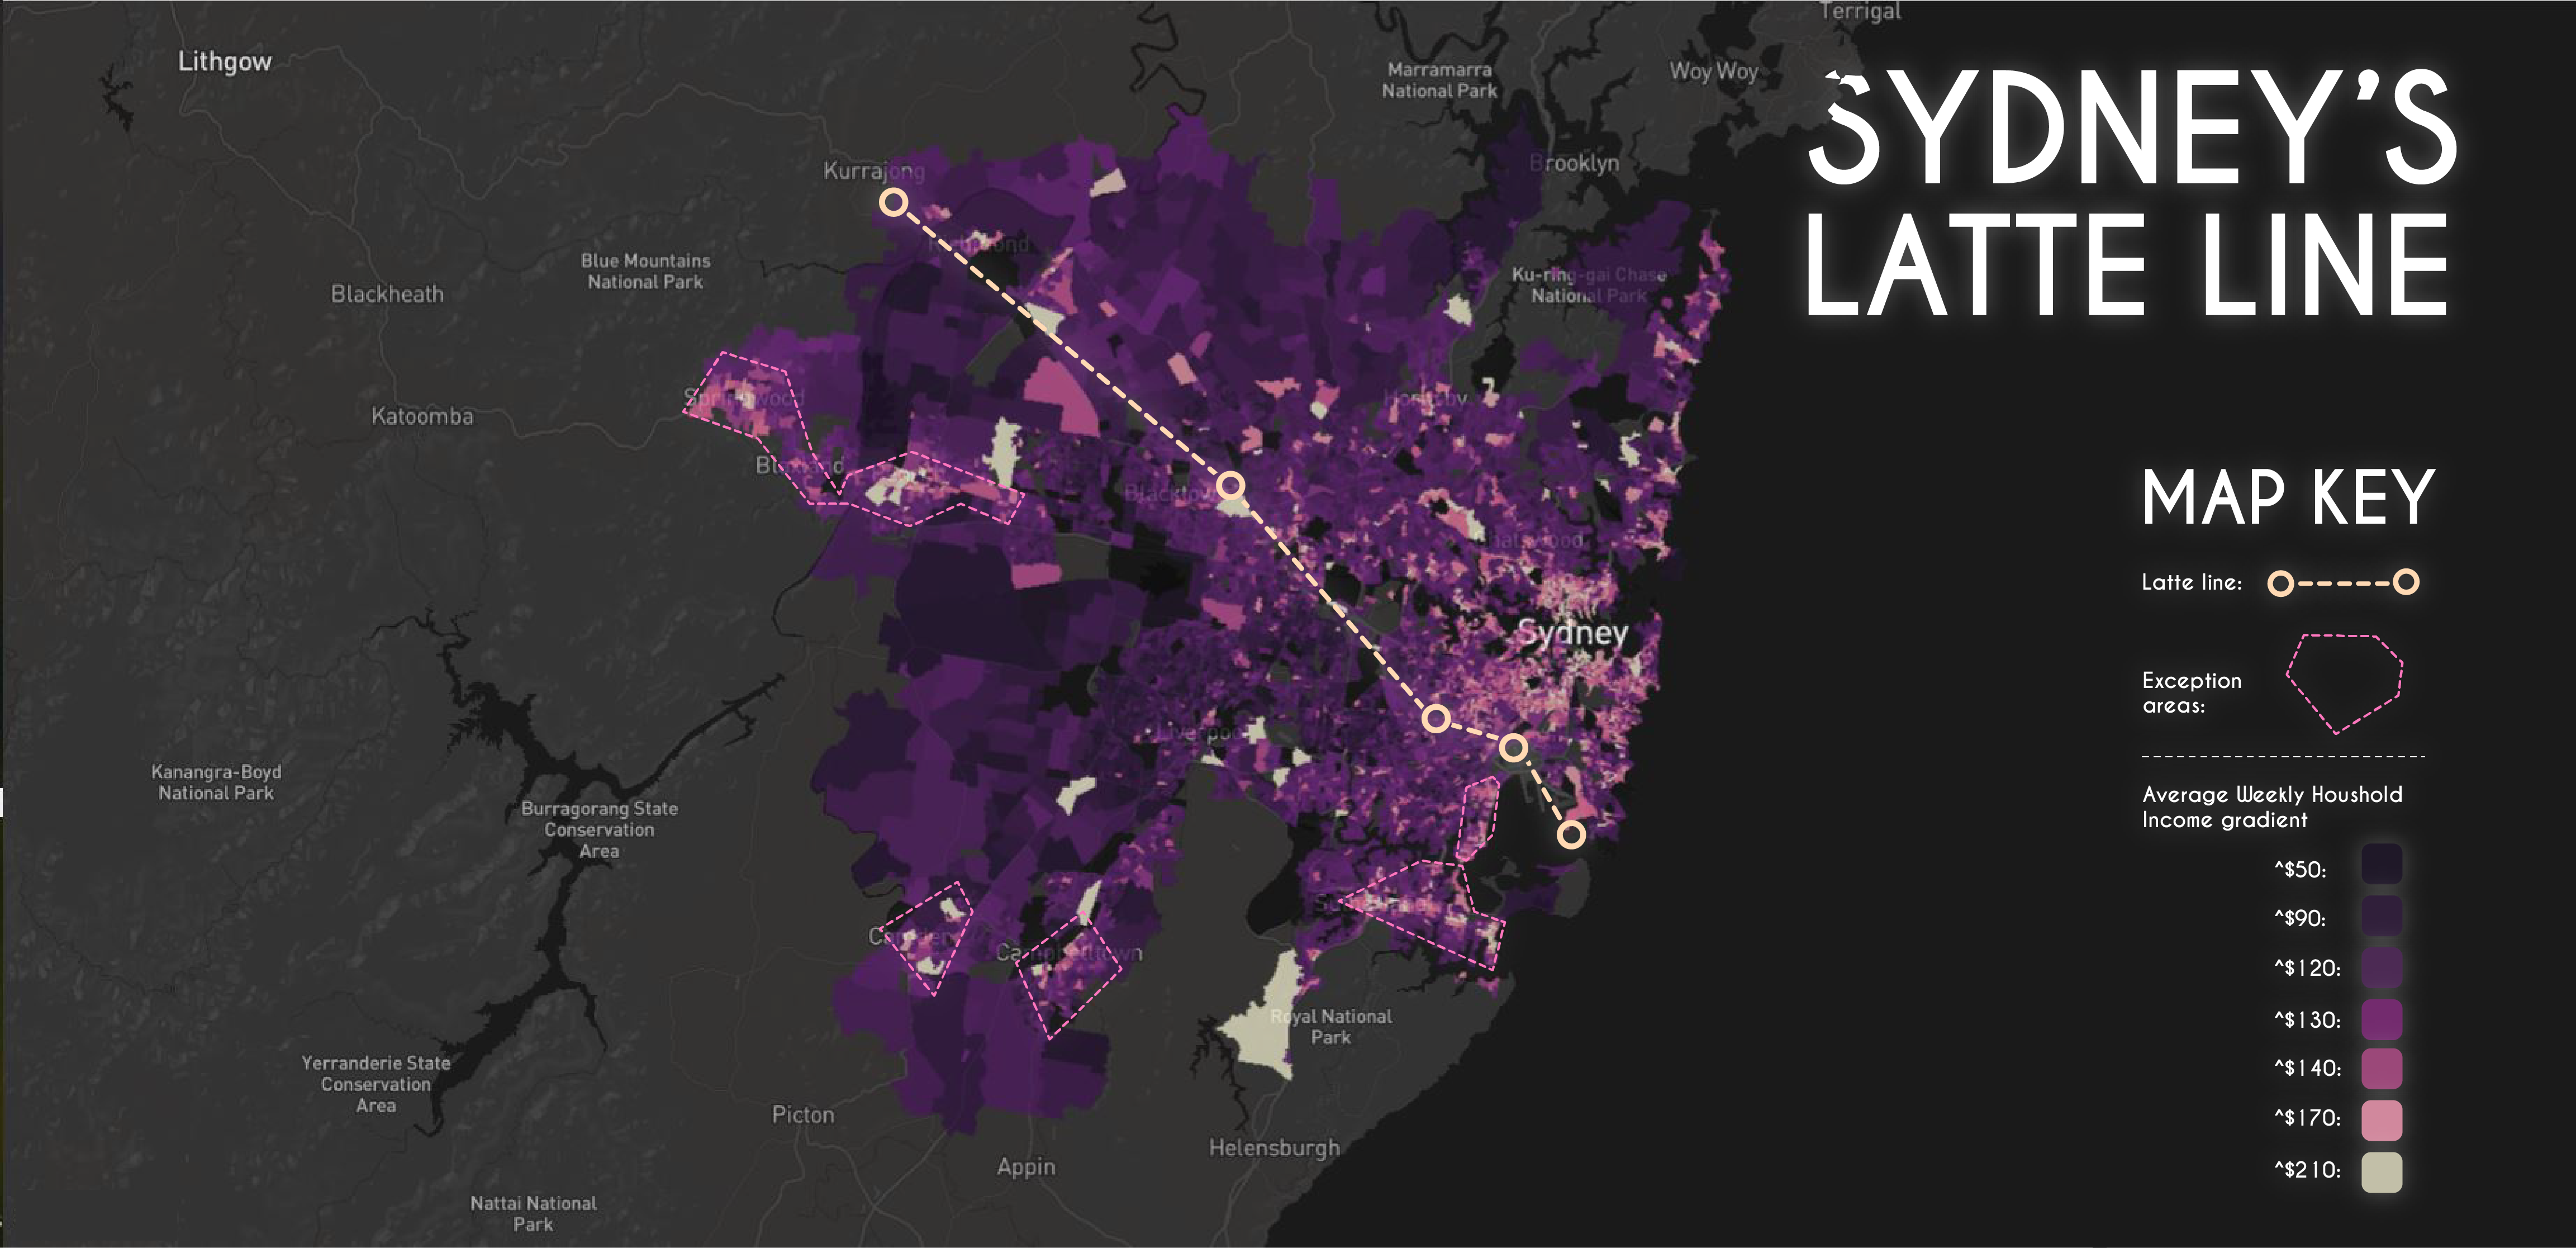 Terrigal
Lithgow
Marramarra
National Park
Woy Woy
SYDNEY'S
LATTE LINE
Kurrajong
Brooklyn
Richmond
Blue Mountains
National Park
Ku-ring-gai Chase
National Park
Blackheath
Springwood
Hornsby
Katoomba
Blaxland
Blacktown
Chatswood
MAP KEY
Latte line:
Sydney
Exception
areas:
Liverpool
Kanangra-Boyd
National Park
Burragorang State
Conservation
Area
Average Weekly Houshold
Income gradient
^$50:
^$90:
^$120:
^$130:
^$140:
^$170:
^$210:
Sutherland
Camden
Campbelltown
Royal National
Park
Yerranderie State
Conservation
Area
Picton
Helensburgh
Appin
Nattai National
Park